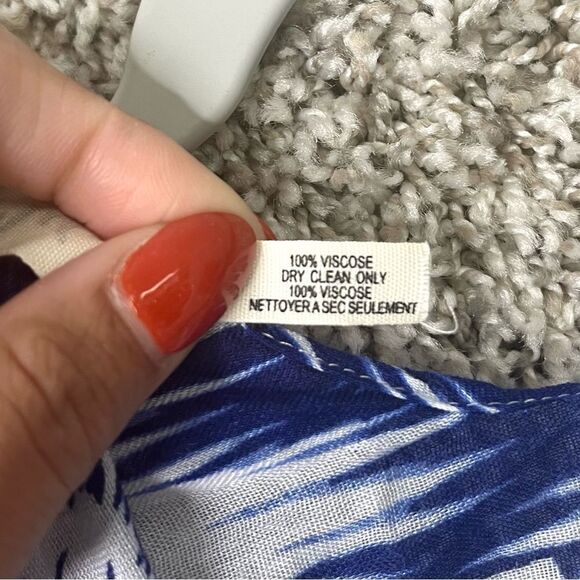 100% VISCOSE
DRY CLEAN ONLY
100% VISCOSE
NETTOYER A SEC SEULEMENT